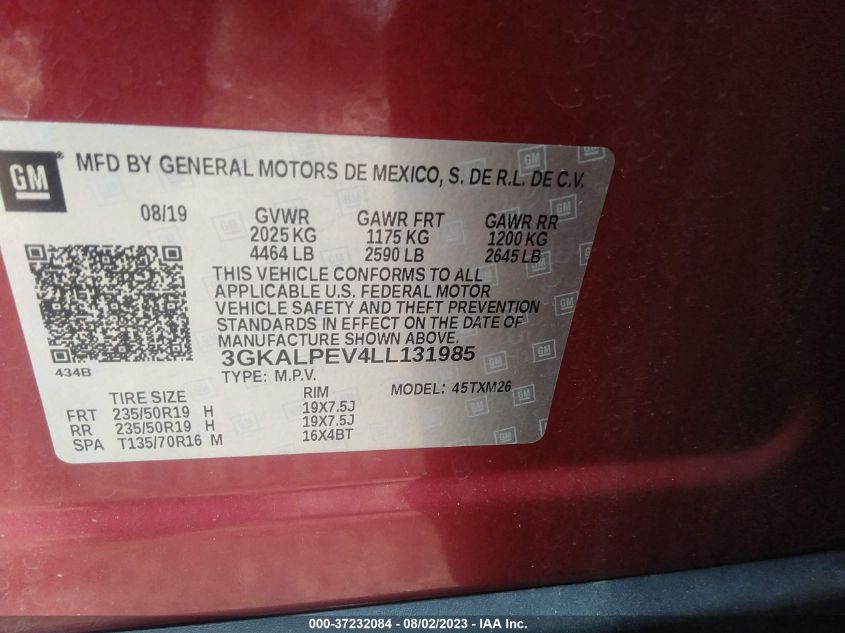 GM
MFD BY GENERAL MOTORS DE MEXICO, S. DE R.L. DE C.V.
08/19 GVWR GAWR FRT GAWR RR
2025 KG 1175 KG 1200 KG
4464 LB 2590 LB 2645 LB
THIS VEHICLE CONFORMS TO ALL
APPLICABLE U.S. FEDERAL MOTOR
VEHICLE SAFETY AND THEFT PREVENTION
STANDARDS IN EFFECT ON THE DATE OF
MANUFACTURE SHOWN ABOVE.
434B
3GKALPEV4LL131985
TYPE: M.P.V. MODEL: 45TXM26
TIRE SIZE RIM
FRT 235/50R19 H 19X7.5J
RR 235/50R19 H 19X7.5J
SPA T135/70R16 M 16X4BT
000-37232084 - 08/02/2023 - IAA Inc.